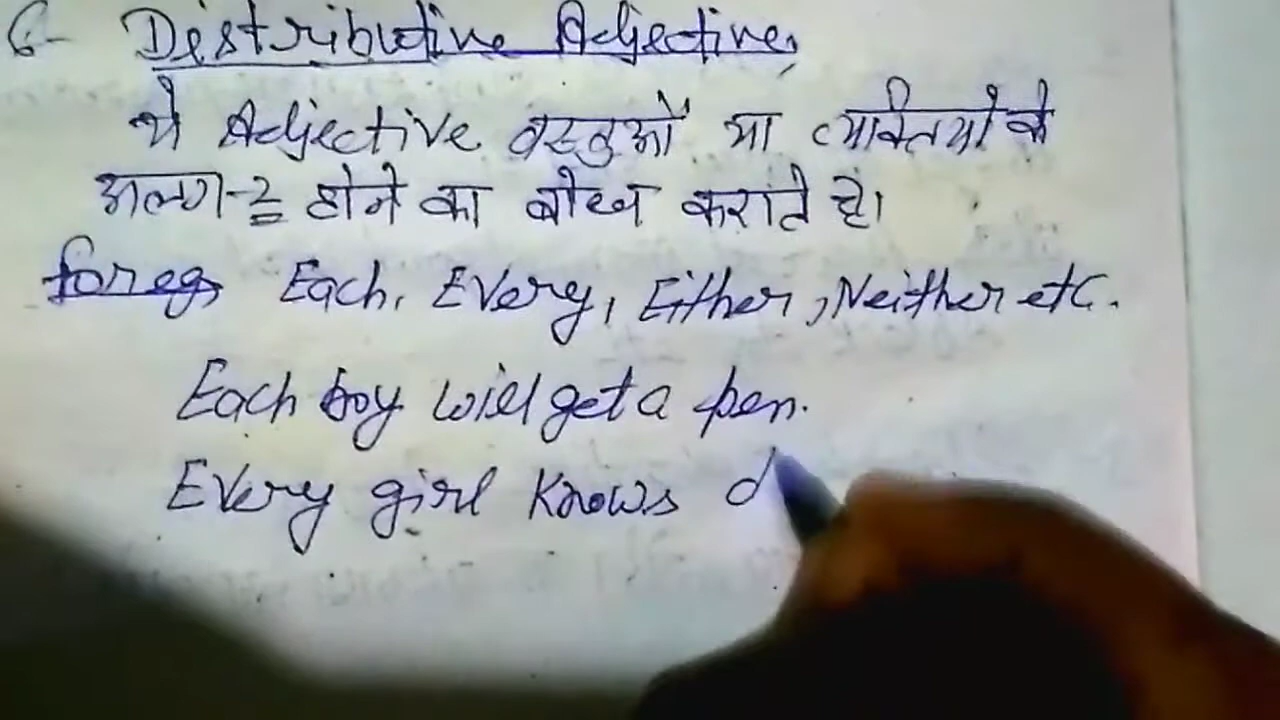 6- Distributive Adjective,
ये Adjective वस्तुओं या व्यक्तियों के
अलग-2 होने का बोध कराते है।
for eg, Each, Every, Either, Neither etc.
Each boy will get a pen.
Every girl knows d